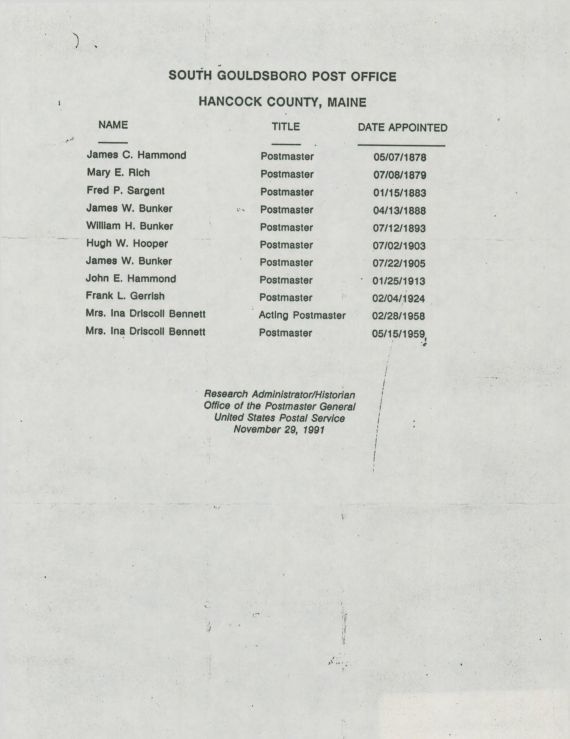 SOUTH GOULDSBORO POST OFFICE
HANCOCK COUNTY, MAINE
NAME TITLE DATE APPOINTED
James C. Hammond Postmaster 05/07/1878
Mary E. Rich Postmaster 07/08/1879
Fred P. Sargent Postmaster 01/15/1883
James W. Bunker Postmaster 04/13/1888
William H. Bunker Postmaster 07/12/1893
Hugh W. Hooper Postmaster 07/02/1903
James W. Bunker Postmaster 07/22/1905
John E. Hammond Postmaster 01/25/1913
Frank L. Gerrish Postmaster 02/04/1924
Mrs. Ina Driscoll Bennett Acting Postmaster 02/28/1958
Mrs. Ina Driscoll Bennett Postmaster 05/15/1959
Research Administrator/Historian
Office of the Postmaster General
United States Postal Service
November 29, 1991